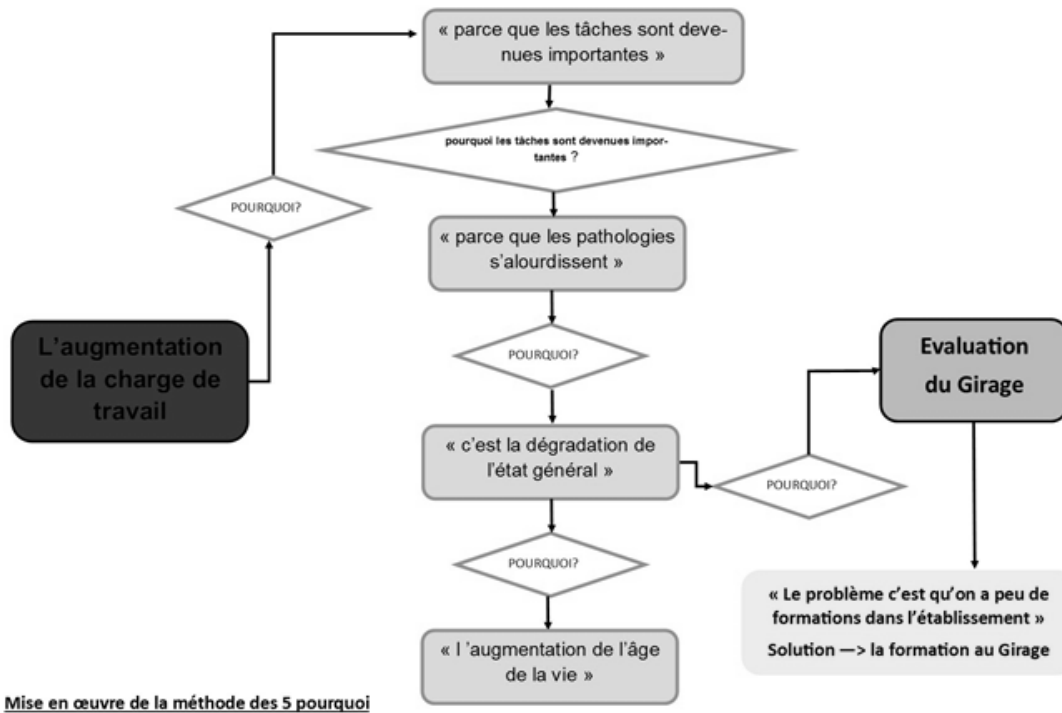 L'augmentation
de la charge de
travail
POURQUOI?
« parce que les tâches sont deve-
nues importantes »
pourquoi les tâches sont devenues impor-
tantes ?
« parce que les pathologies
s'alourdissent »
POURQUOI?
« c'est la dégradation de
l'état général »
POURQUOI?
« l 'augmentation de l'âge
de la vie »
POURQUOI?
Evaluation
du Girage
« Le problème c'est qu'on a peu de
formations dans l'établissement »
Solution —> la formation au Girage
Mise en œuvre de la méthode des 5 pourquoi